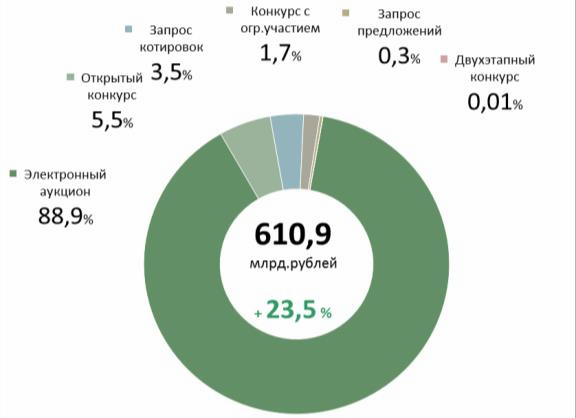 Конкурс с
огр.участием
1,7%
Запрос
предложений
0,3%
Запрос
котировок
3,5%
Двухэтапный
конкурс
0,01%
Открытый
конкурс
5,5%
Электронный
аукцион
88,9%
610,9
млрд.рублей
+ 23,5 %